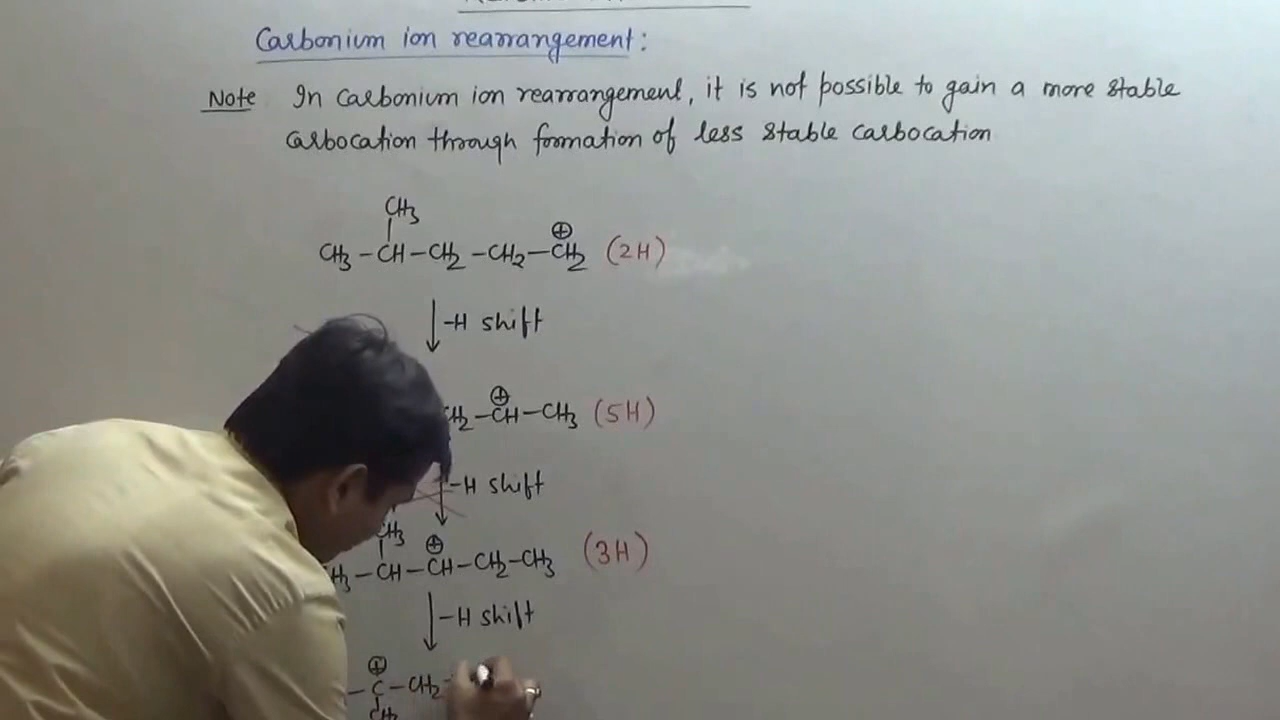 Carbonium ion rearrangement:
Note In Carbonium ion rearrangement, it is not possible to gain a more stable
carbocation through formation of less stable carbocation
CH3
⊕
CH3 – CH – CH2 – CH2 – CH2 (2H)
–H shift
⊕
CH2 – CH – CH3 (5H)
–H shift
CH3
⊕
H3 – CH – CH – CH2 – CH3 (3H)
–H shift
⊕
– C – CH2